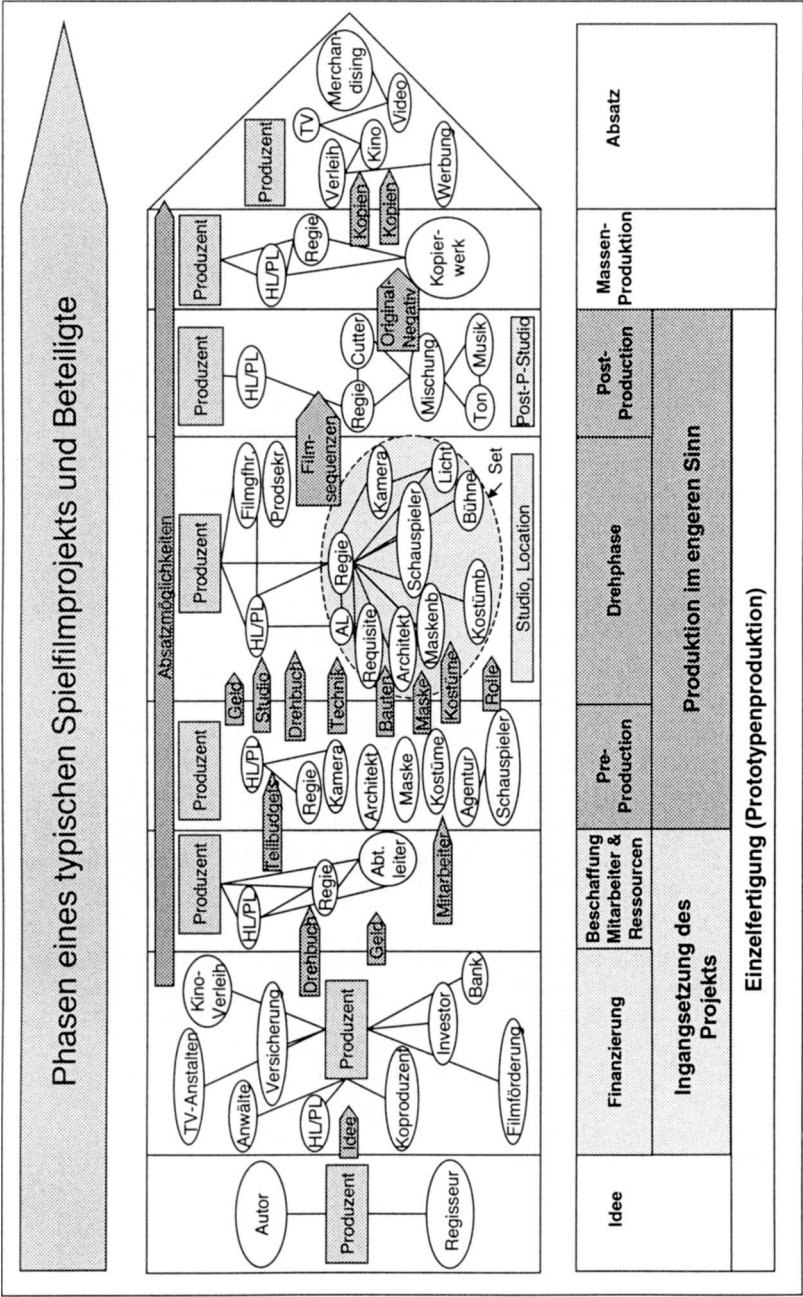 Phasen eines typischen Spielfilmprojekts und Beteiligte
Absatzmöglichkeiten
Autor
Produzent
Regisseur
Idee
TV-Anstalten
Kino-
Verleih
Anwälte
Versicherung
HL/PL
Produzent
Koproduzent
Investor
Bank
Filmförderung
Drehbuch
Geld
Produzent
HL/PL
Regie
Abt.
leiter
Teilbudgets
Mitarbeiter
Produzent
HL/PL
Regie
Kamera
Architekt
Maske
Kostüme
Agentur
Schauspieler
Geld
Studio
Drehbuch
Technik
Bauten
Maske
Kostüme
Rolle
Produzent
Filmgfhr.
Prodsekr
HL/PL
AL
Regie
Kamera
Requisite
Architekt
Schauspieler
Licht
Maskenb
Bühne
Kostümb
Set
Studio, Location
Film-
sequenzen
Produzent
HL/PL
Regie
Cutter
Mischung
Ton
Musik
Post-P-Studio
Original-
Negativ
Produzent
HL/PL
Regie
Kopier-
werk
Kopien
Kopien
Produzent
Verleih
TV
Kino
Merchan-
dising
Video
Werbung
Idee
Finanzierung
Beschaffung
Mitarbeiter &
Ressourcen
Pre-
Production
Drehphase
Post-
Production
Massen-
Produktion
Absatz
Ingangsetzung des
Projekts
Produktion im engeren Sinn
Einzelfertigung (Prototypenproduktion)